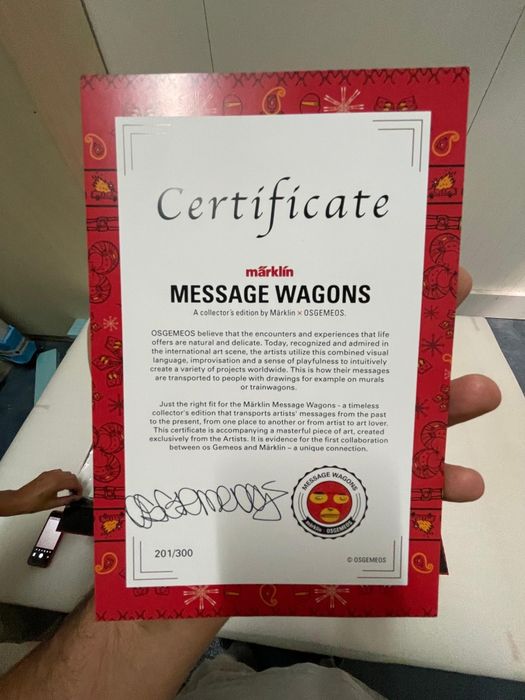 Certificate
märklín
MESSAGE WAGONS
A collector's edition by Märklin × OSGEMEOS.
OSGEMEOS believe that the encounters and experiences that life
offers are natural and delicate. Today, recognized and admired in
the international art scene, the artists utilize this combined visual
language, improvisation and a sense of playfulness to intuitively
create a variety of projects worldwide. This is how their messages
are transported to people with drawings for example on murals
or trainwagons.
Just the right fit for the Märklin Message Wagons - a timeless
collector's edition that transports artists' messages from the past
to the present, from one place to another or from artist to art lover.
This certificate is accompanying a masterful piece of art, created
exclusively from the Artists. It is evidence for the first collaboration
between os Gemeos and Märklin – a unique connection.
OSGEMEOS
MESSAGE WAGONS
märklín OSGEMEOS
201/300
© OSGEMEOS